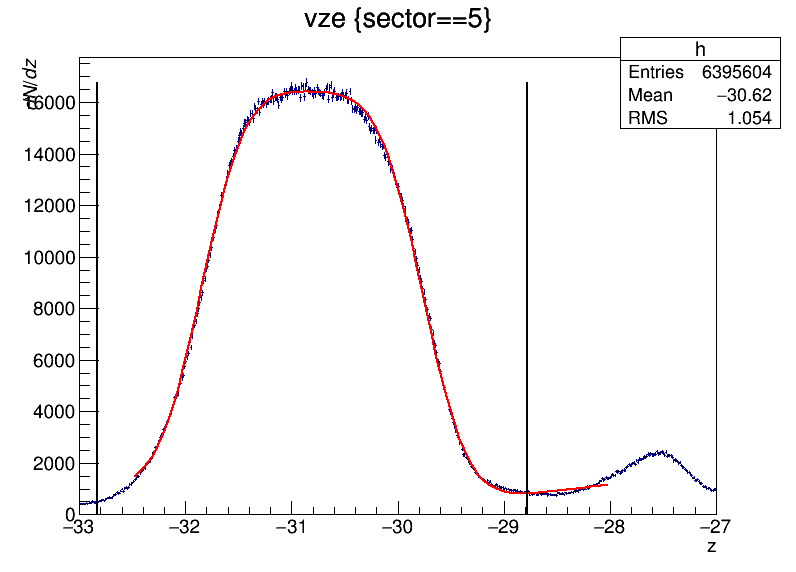 vze {sector==5}
h
Entries 6395604
Mean −30.62
RMS 1.054
dN/dz
16000
14000
12000
10000
8000
6000
4000
2000
0
−33 −32 −31 −30 −29 −28 −27
z